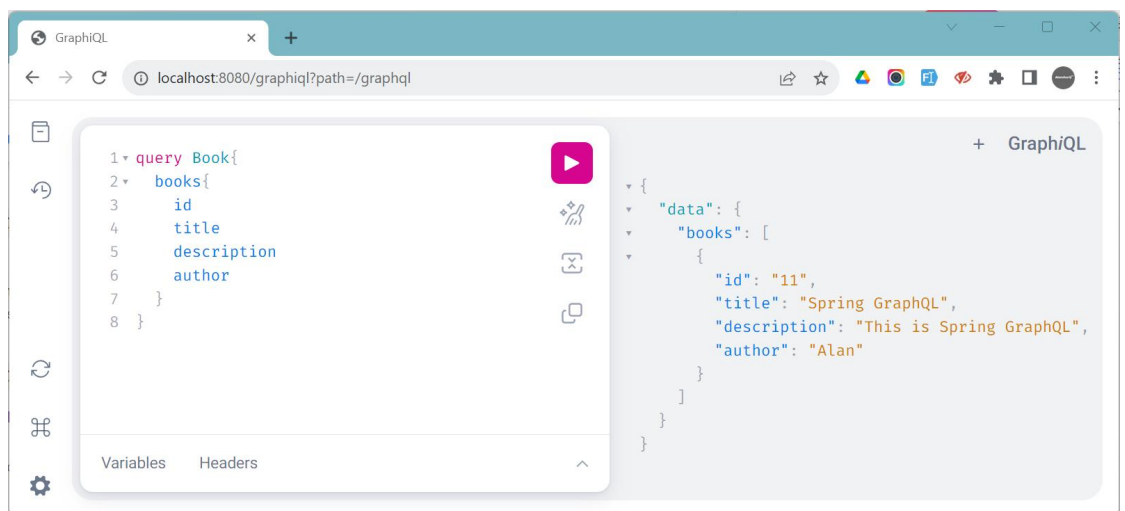 GraphiQL
localhost:8080/graphiql?path=/graphql
1 query Book{
2 books{
3 id
4 title
5 description
6 author
7 }
8 }
Variables Headers
+ GraphiQL
{
"data": {
"books": [
{
"id": "11",
"title": "Spring GraphQL",
"description": "This is Spring GraphQL",
"author": "Alan"
}
]
}
}